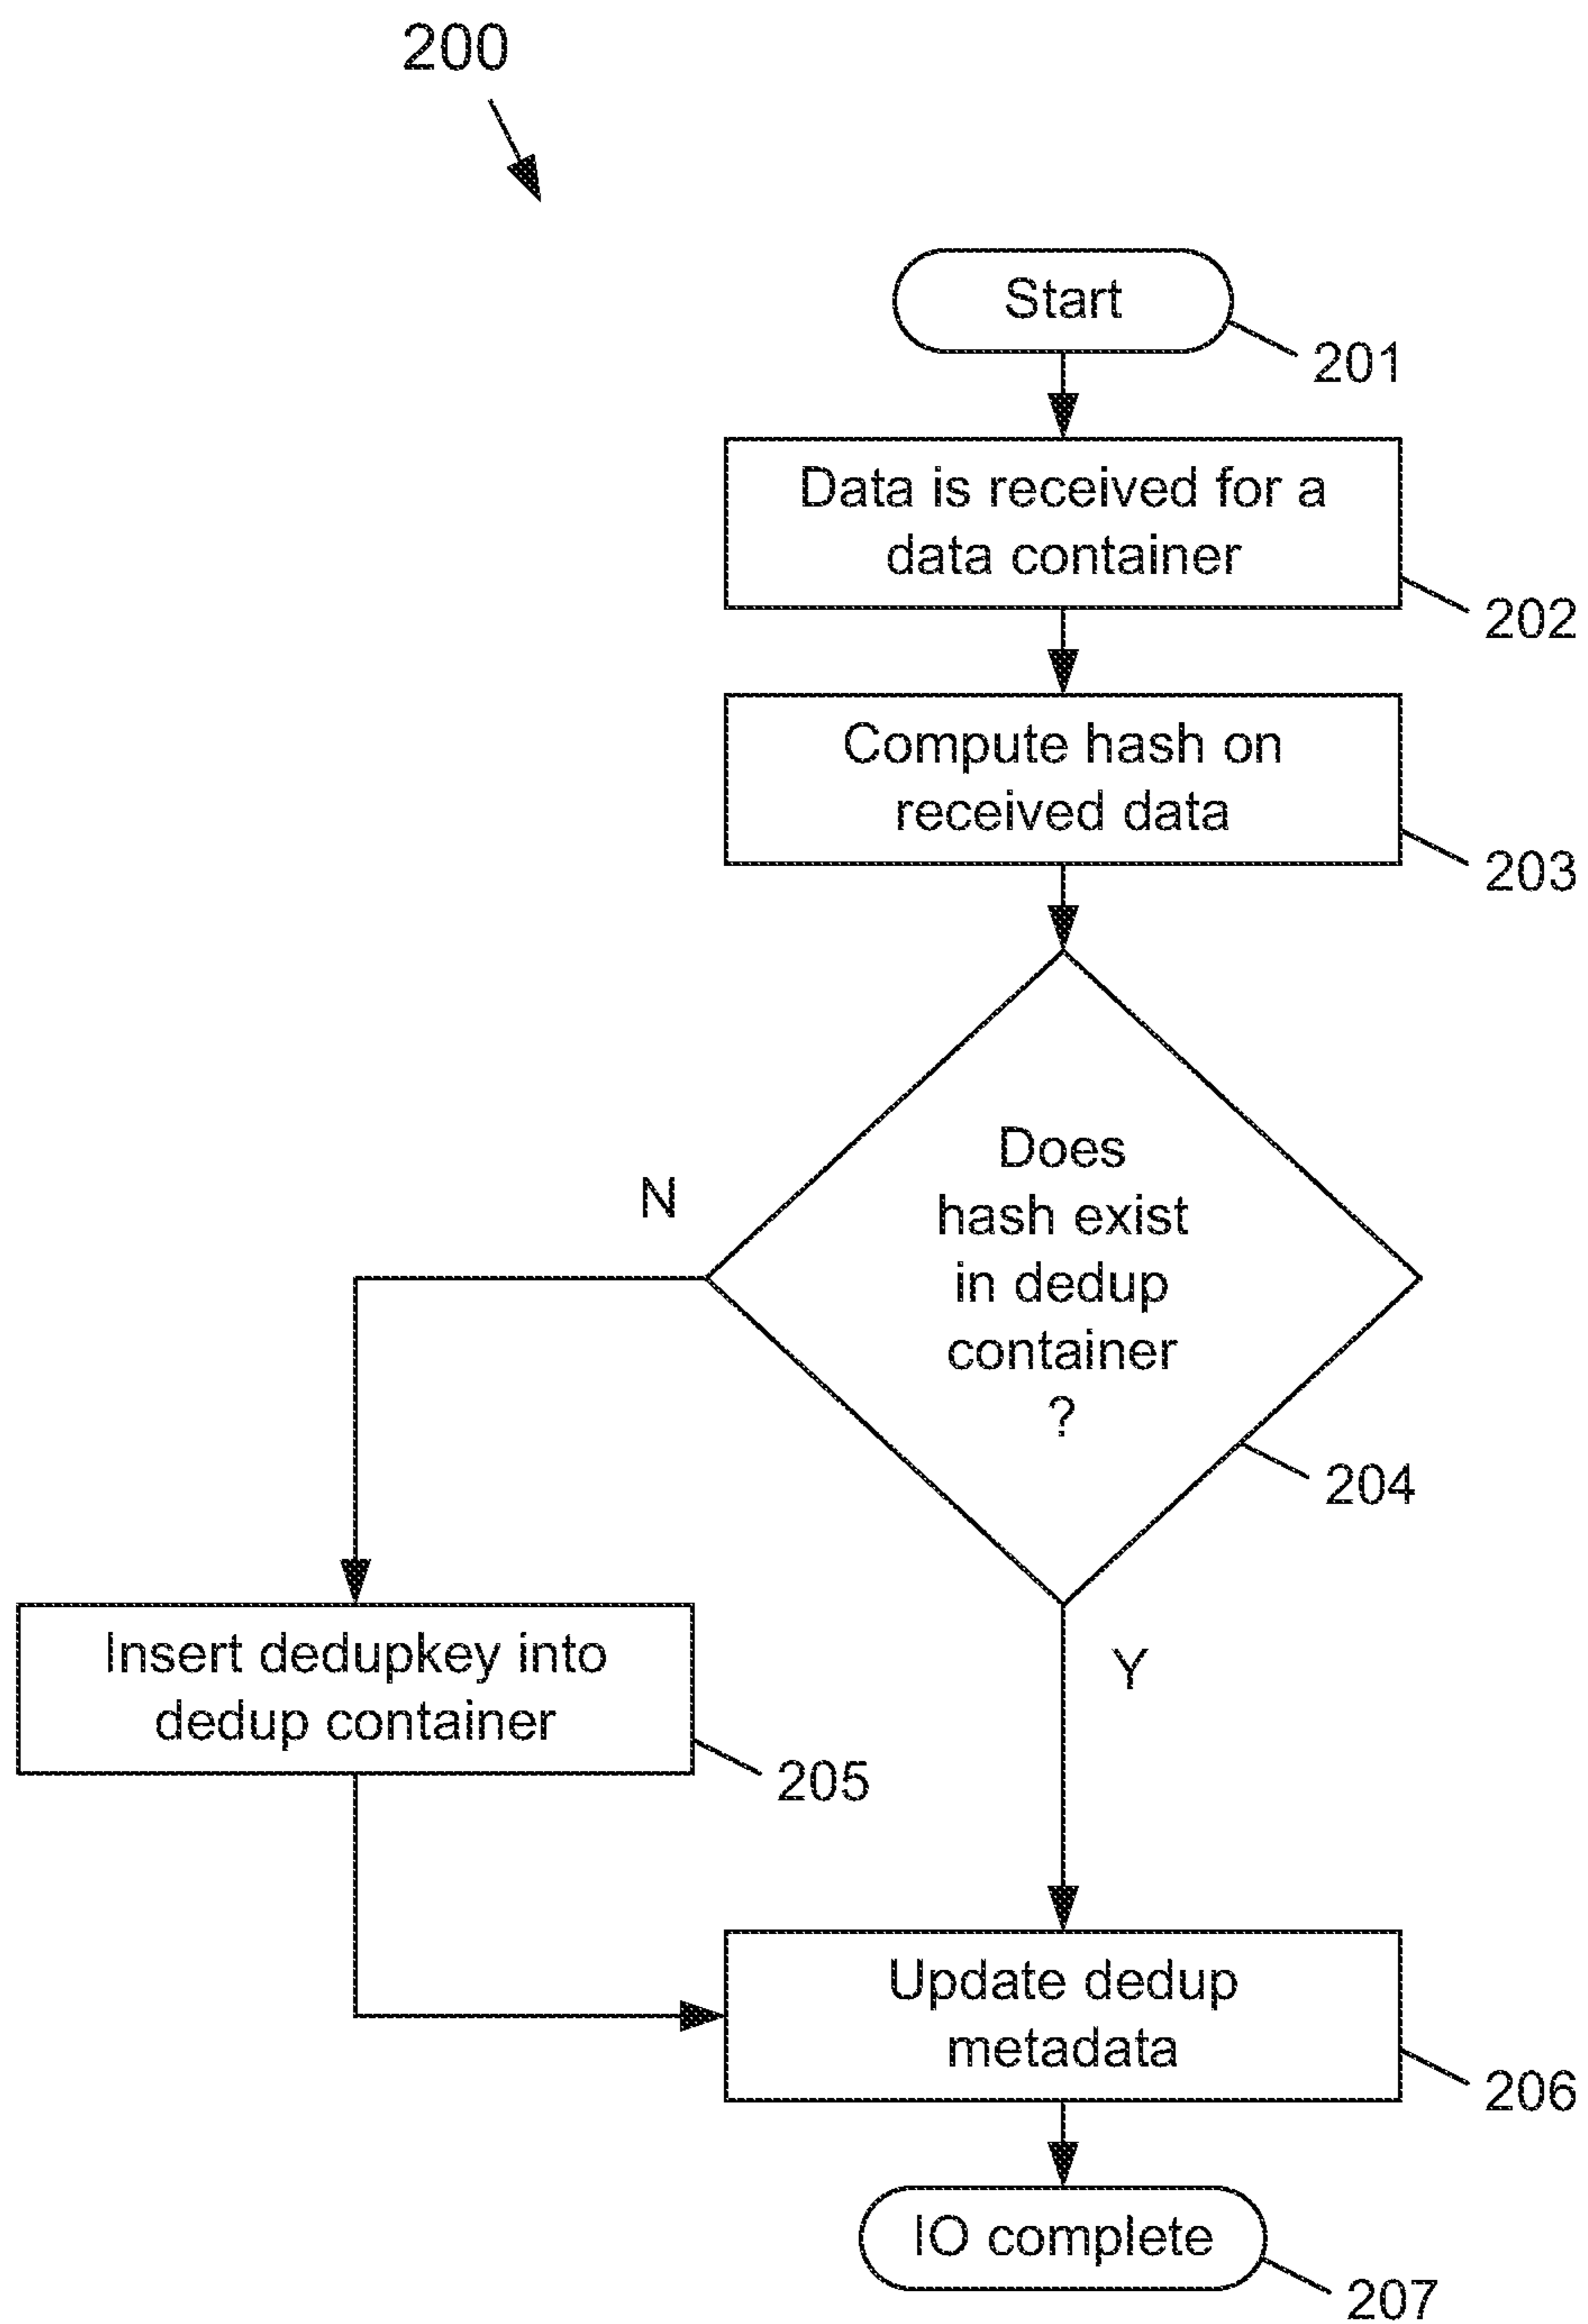 200
Start
201
Data is received for a
data container
202
Compute hash on
received data
203
Does
hash exist
in dedup
container
?
204
N
Y
Insert dedupkey into
dedup container
205
Update dedup
metadata
206
IO complete
207